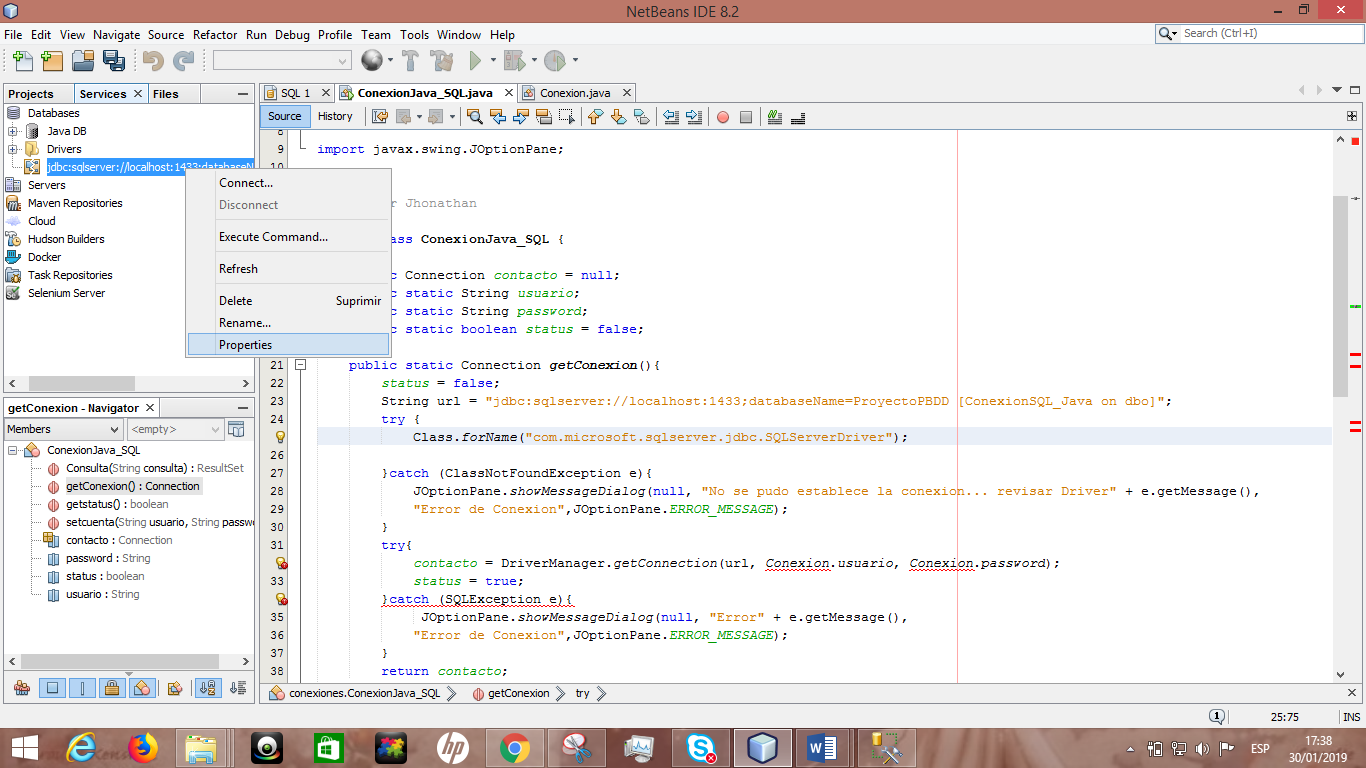 NetBeans IDE 8.2
File Edit View Navigate Source Refactor Run Debug Profile Team Tools Window Help
Search (Ctrl+I)
Projects Services Files
SQL 1 ConexionJava_SQL.java Conexion.java
Source History
Databases
Java DB
Drivers
jdbc:sqlserver://localhost:1433;databaseN
Servers
Maven Repositories
Cloud
Hudson Builders
Docker
Task Repositories
Selenium Server
Connect...
Disconnect
Execute Command...
Refresh
Delete Suprimir
Rename...
Properties
8
9 import javax.swing.JOptionPane;
10
r Jhonathan
ass ConexionJava_SQL {
c Connection contacto = null;
c static String usuario;
c static String password;
c static boolean status = false;
21 public static Connection getConexion(){
22 status = false;
23 String url = "jdbc:sqlserver://localhost:1433;databaseName=ProyectoPBDD [ConexionSQL_Java on dbo]";
24 try {
Class.forName("com.microsoft.sqlserver.jdbc.SQLServerDriver");
26
27 }catch (ClassNotFoundException e){
28 JOptionPane.showMessageDialog(null, "No se pudo establece la conexion... revisar Driver" + e.getMessage(),
29 "Error de Conexion",JOptionPane.ERROR_MESSAGE);
30 }
31 try{
contacto = DriverManager.getConnection(url, Conexion.usuario, Conexion.password);
33 status = true;
}catch (SQLException e){
35 JOptionPane.showMessageDialog(null, "Error" + e.getMessage(),
36 "Error de Conexion",JOptionPane.ERROR_MESSAGE);
37 }
38 return contacto;
getConexion - Navigator
Members <empty>
ConexionJava_SQL
Consulta(String consulta) : ResultSet
getConexion() : Connection
getstatus() : boolean
setcuenta(String usuario, String passwo
contacto : Connection
password : String
status : boolean
usuario : String
conexiones.ConexionJava_SQL getConexion try
1 25:75 INS
hp
ESP
17:38
30/01/2019